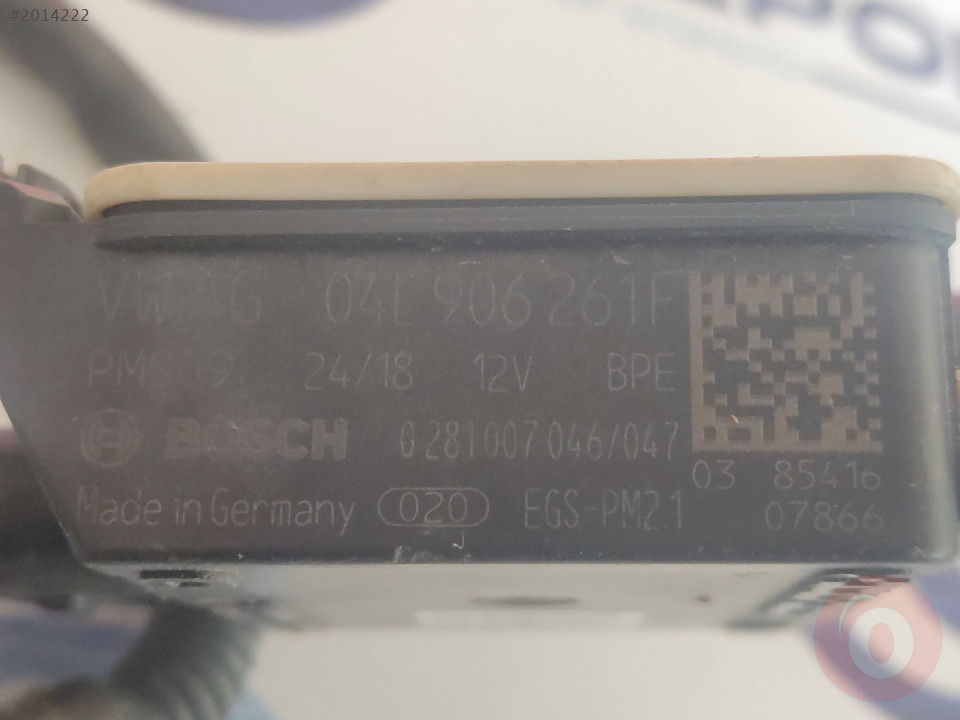 #2014222
VW AG 04L 906 261F
24/18 12V BPE
BOSCH 0 281 007 046/047
03 85416
Made in Germany 020 EGS-PM2.1
07866